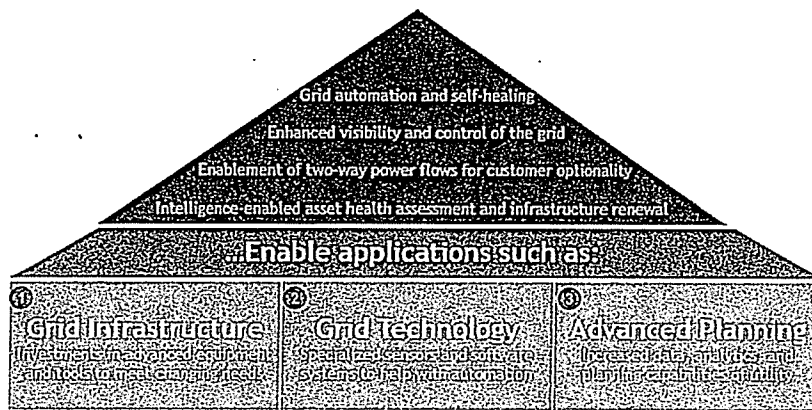 Grid automation and self-healing
Enhanced visibility and control of the grid
Enablement of two-way power flows for customer optionality
Intelligence-enabled asset health assessment and infrastructure renewal
...Enable applications such as:
1
Grid Infrastructure
Investments in advanced equipment
and tools to meet changing need
2
Grid Technology
Specialized sensors and software
systems to help with automation
3
Advanced Planning
Increased data, analytics, and
planning capabilities of utility